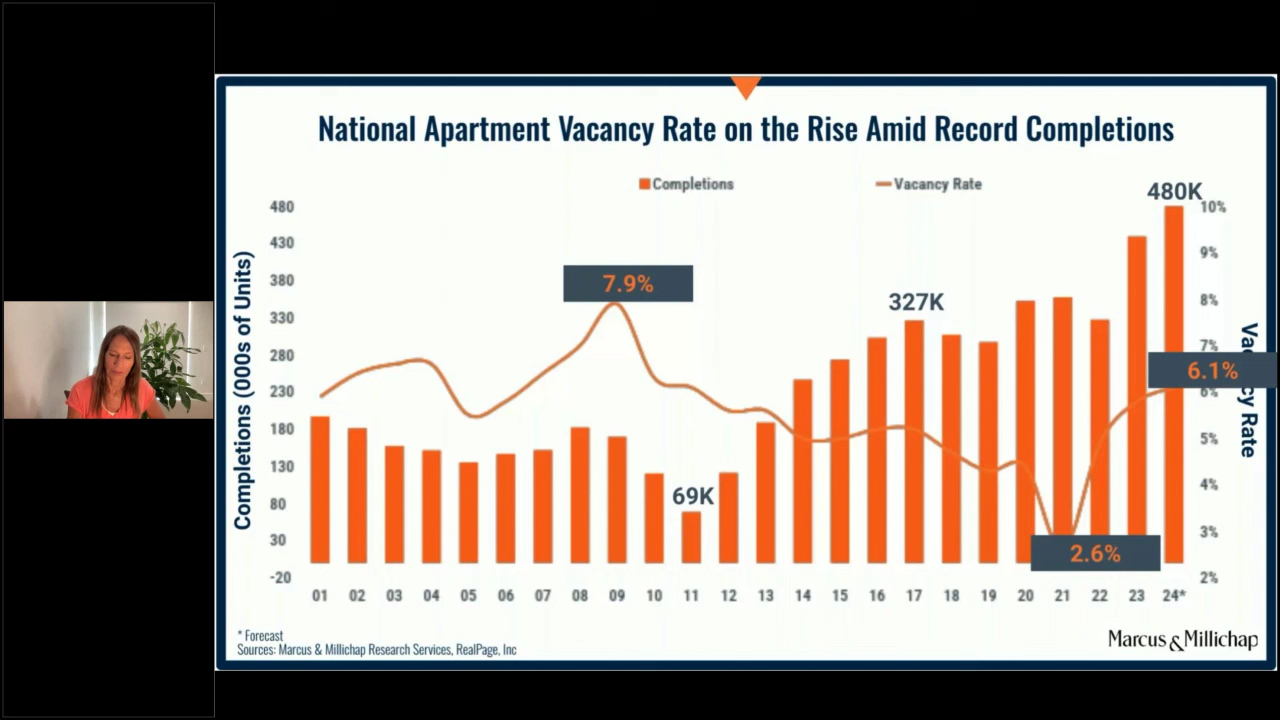 National Apartment Vacancy Rate on the Rise Amid Record Completions
Completions
Vacancy Rate
Completions (000s of Units)
480
430
380
330
280
230
180
130
80
30
-20
7.9%
69K
327K
480K
6.1%
2.6%
10%
9%
8%
7%
6%
5%
4%
3%
2%
Rate
01 02 03 04 05 06 07 08 09 10 11 12 13 14 15 16 17 18 19 20 21 22 23 24*
* Forecast
Sources: Marcus & Millichap Research Services, RealPage, Inc
Marcus & Millichap